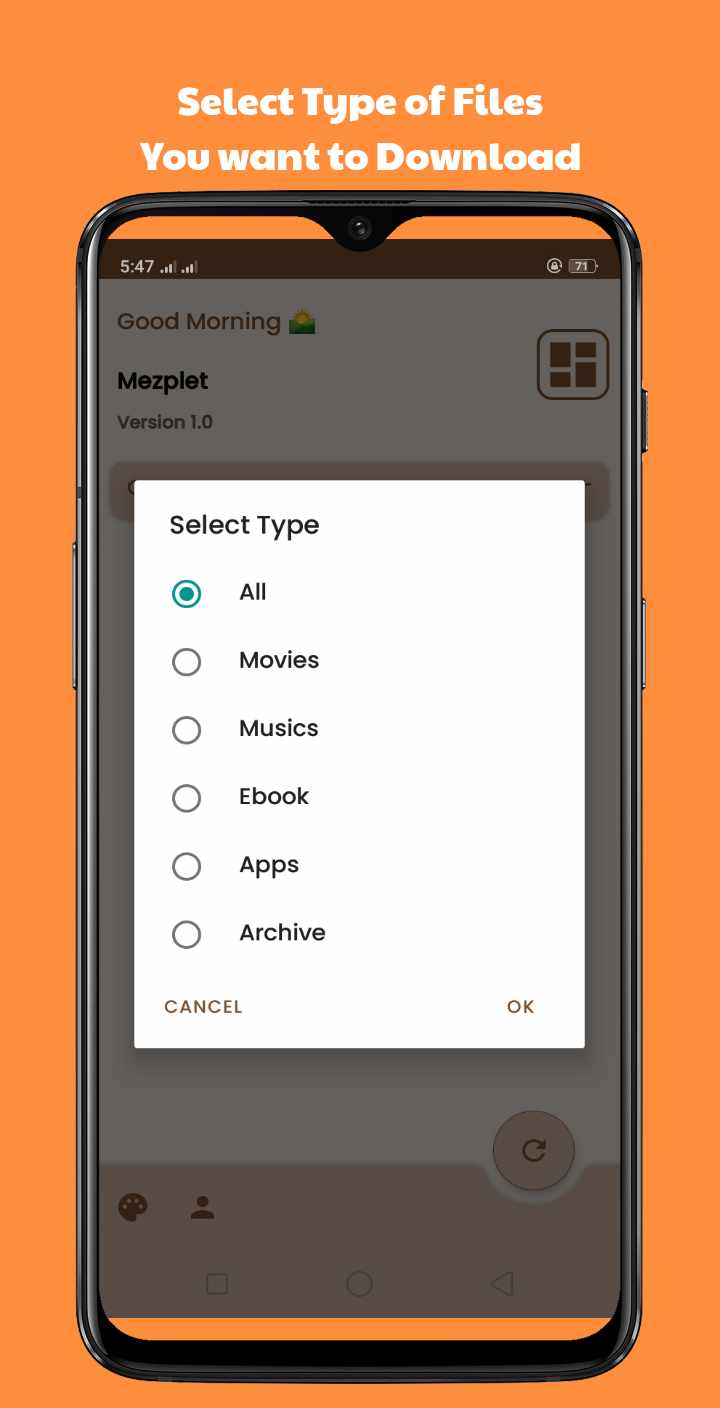 Select Type of Files
You want to Download
5:47
71
Good Morning
Mezplet
Version 1.0
Select Type
All
Movies
Musics
Ebook
Apps
Archive
CANCEL
OK